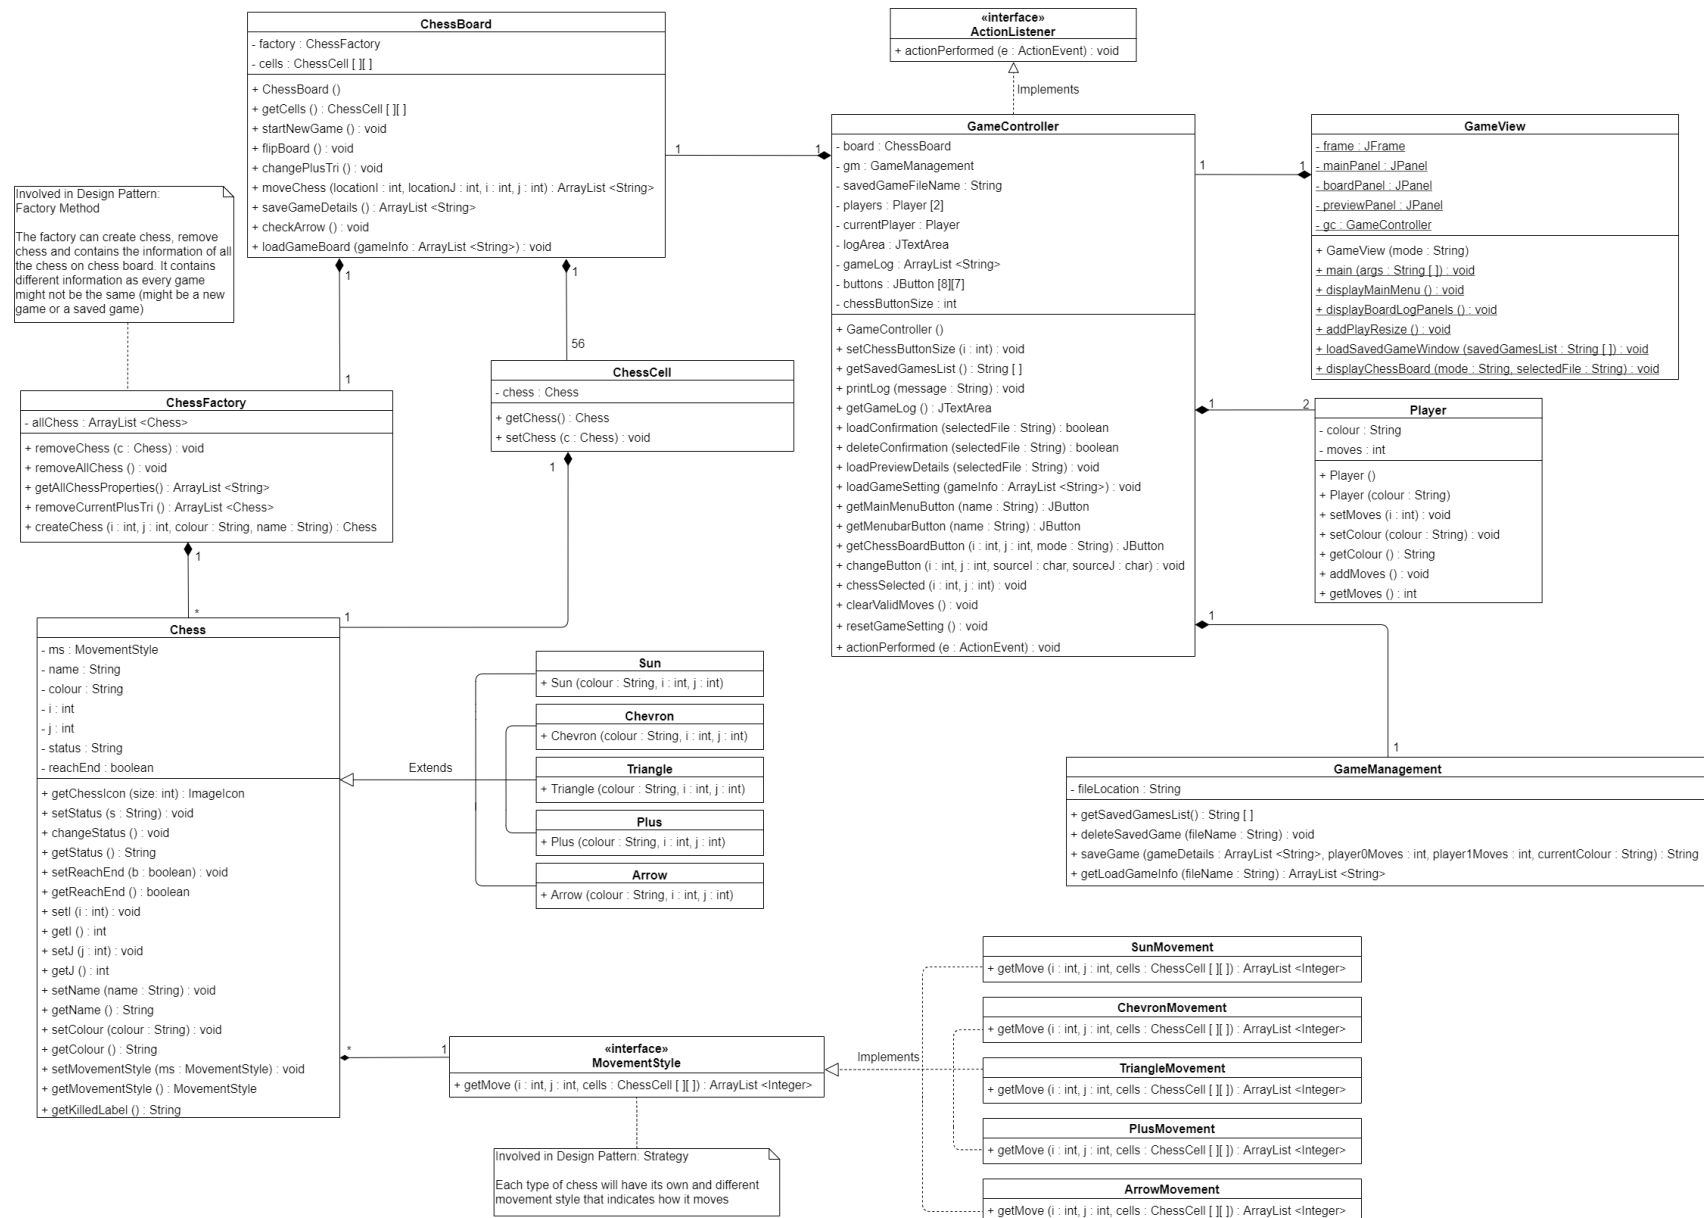 ChessBoard
- factory : ChessFactory
- cells : ChessCell [ ][ ]
+ ChessBoard ()
+ getCells () : ChessCell [ ][ ]
+ startNewGame () : void
+ flipBoard () : void
+ changePlusTri () : void
+ moveChess (locationI : int, locationJ : int, i : int, j : int) : ArrayList <String>
+ saveGameDetails () : ArrayList <String>
+ checkArrow () : void
+ loadGameBoard (gameInfo : ArrayList <String>) : void
1
1
1
1
56
1
«interface»
ActionListener
+ actionPerformed (e : ActionEvent) : void
Implements
GameController
- board : ChessBoard
- gm : GameManagement
- savedGameFileName : String
- players : Player [2]
- currentPlayer : Player
- logArea : JTextArea
- gameLog : ArrayList <String>
- buttons : JButton [8][7]
- chessButtonSize : int
+ GameController ()
+ setChessButtonSize (i : int) : void
+ getSavedGamesList () : String [ ]
+ printLog (message : String) : void
+ getGameLog () : JTextArea
+ loadConfirmation (selectedFile : String) : boolean
+ deleteConfirmation (selectedFile : String) : boolean
+ loadPreviewDetails (selectedFile : String) : void
+ loadGameSetting (gameInfo : ArrayList <String>) : void
+ getMainMenuButton (name : String) : JButton
+ getMenubarButton (name : String) : JButton
+ getChessBoardButton (i : int, j : int, mode : String) : JButton
+ changeButton (i : int, j : int, sourceI : char, sourceJ : char) : void
+ chessSelected (i : int, j : int) : void
+ clearValidMoves () : void
+ resetGameSetting () : void
+ actionPerformed (e : ActionEvent) : void
1
1
GameView
- frame : JFrame
- mainPanel : JPanel
- boardPanel : JPanel
- previewPanel : JPanel
- gc : GameController
+ GameView (mode : String)
+ main (args : String [ ]) : void
+ displayMainMenu () : void
+ displayBoardLogPanels () : void
+ addPlayResize () : void
+ loadSavedGameWindow (savedGamesList : String [ ]) : void
+ displayChessBoard (mode : String, selectedFile : String) : void
1
2
Player
- colour : String
- moves : int
+ Player ()
+ Player (colour : String)
+ setMoves (i : int) : void
+ setColour (colour : String) : void
+ getColour () : String
+ addMoves () : void
+ getMoves () : int
1
1
GameManagement
- fileLocation : String
+ getSavedGamesList() : String [ ]
+ deleteSavedGame (fileName : String) : void
+ saveGame (gameDetails : ArrayList <String>, player0Moves : int, player1Moves : int, currentColour : String) : String
+ getLoadGameInfo (fileName : String) : ArrayList <String>
Involved in Design Pattern:
Factory Method
The factory can create chess, remove
chess and contains the information of all
the chess on chess board. It contains
different information as every game
might not be the same (might be a new
game or a saved game)
ChessFactory
- allChess : ArrayList <Chess>
+ removeChess (c : Chess) : void
+ removeAllChess () : void
+ getAllChessProperties() : ArrayList <String>
+ removeCurrentPlusTri () : ArrayList <Chess>
+ createChess (i : int, j : int, colour : String, name : String) : Chess
1
*
ChessCell
- chess : Chess
+ getChess() : Chess
+ setChess (c : Chess) : void
1
1
Chess
- ms : MovementStyle
- name : String
- colour : String
- i : int
- j : int
- status : String
- reachEnd : boolean
+ getChessIcon (size: int) : ImageIcon
+ setStatus (s : String) : void
+ changeStatus () : void
+ getStatus () : String
+ setReachEnd (b : boolean) : void
+ getReachEnd () : boolean
+ setI (i : int) : void
+ getI () : int
+ setJ (j : int) : void
+ getJ () : int
+ setName (name : String) : void
+ getName () : String
+ setColour (colour : String) : void
+ getColour () : String
+ setMovementStyle (ms : MovementStyle) : void
+ getMovementStyle () : MovementStyle
+ getKilledLabel () : String
Extends
Sun
+ Sun (colour : String, i : int, j : int)
Chevron
+ Chevron (colour : String, i : int, j : int)
Triangle
+ Triangle (colour : String, i : int, j : int)
Plus
+ Plus (colour : String, i : int, j : int)
Arrow
+ Arrow (colour : String, i : int, j : int)
*
1
«interface»
MovementStyle
+ getMove (i : int, j : int, cells : ChessCell [ ][ ]) : ArrayList <Integer>
Involved in Design Pattern: Strategy
Each type of chess will have its own and different
movement style that indicates how it moves
Implements
SunMovement
+ getMove (i : int, j : int, cells : ChessCell [ ][ ]) : ArrayList <Integer>
ChevronMovement
+ getMove (i : int, j : int, cells : ChessCell [ ][ ]) : ArrayList <Integer>
TriangleMovement
+ getMove (i : int, j : int, cells : ChessCell [ ][ ]) : ArrayList <Integer>
PlusMovement
+ getMove (i : int, j : int, cells : ChessCell [ ][ ]) : ArrayList <Integer>
ArrowMovement
+ getMove (i : int, j : int, cells : ChessCell [ ][ ]) : ArrayList <Integer>